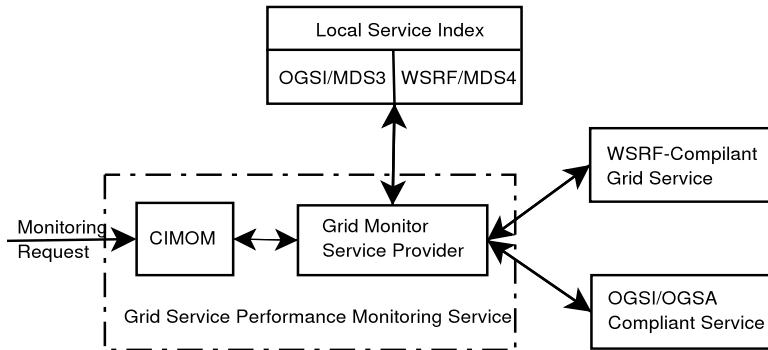 Local Service Index
OGSI/MDS3
WSRF/MDS4
WSRF-Compilant
Grid Service
Monitoring
Request
CIMOM
Grid Monitor
Service Provider
OGSI/OGSA
Compliant Service
Grid Service Performance Monitoring Service